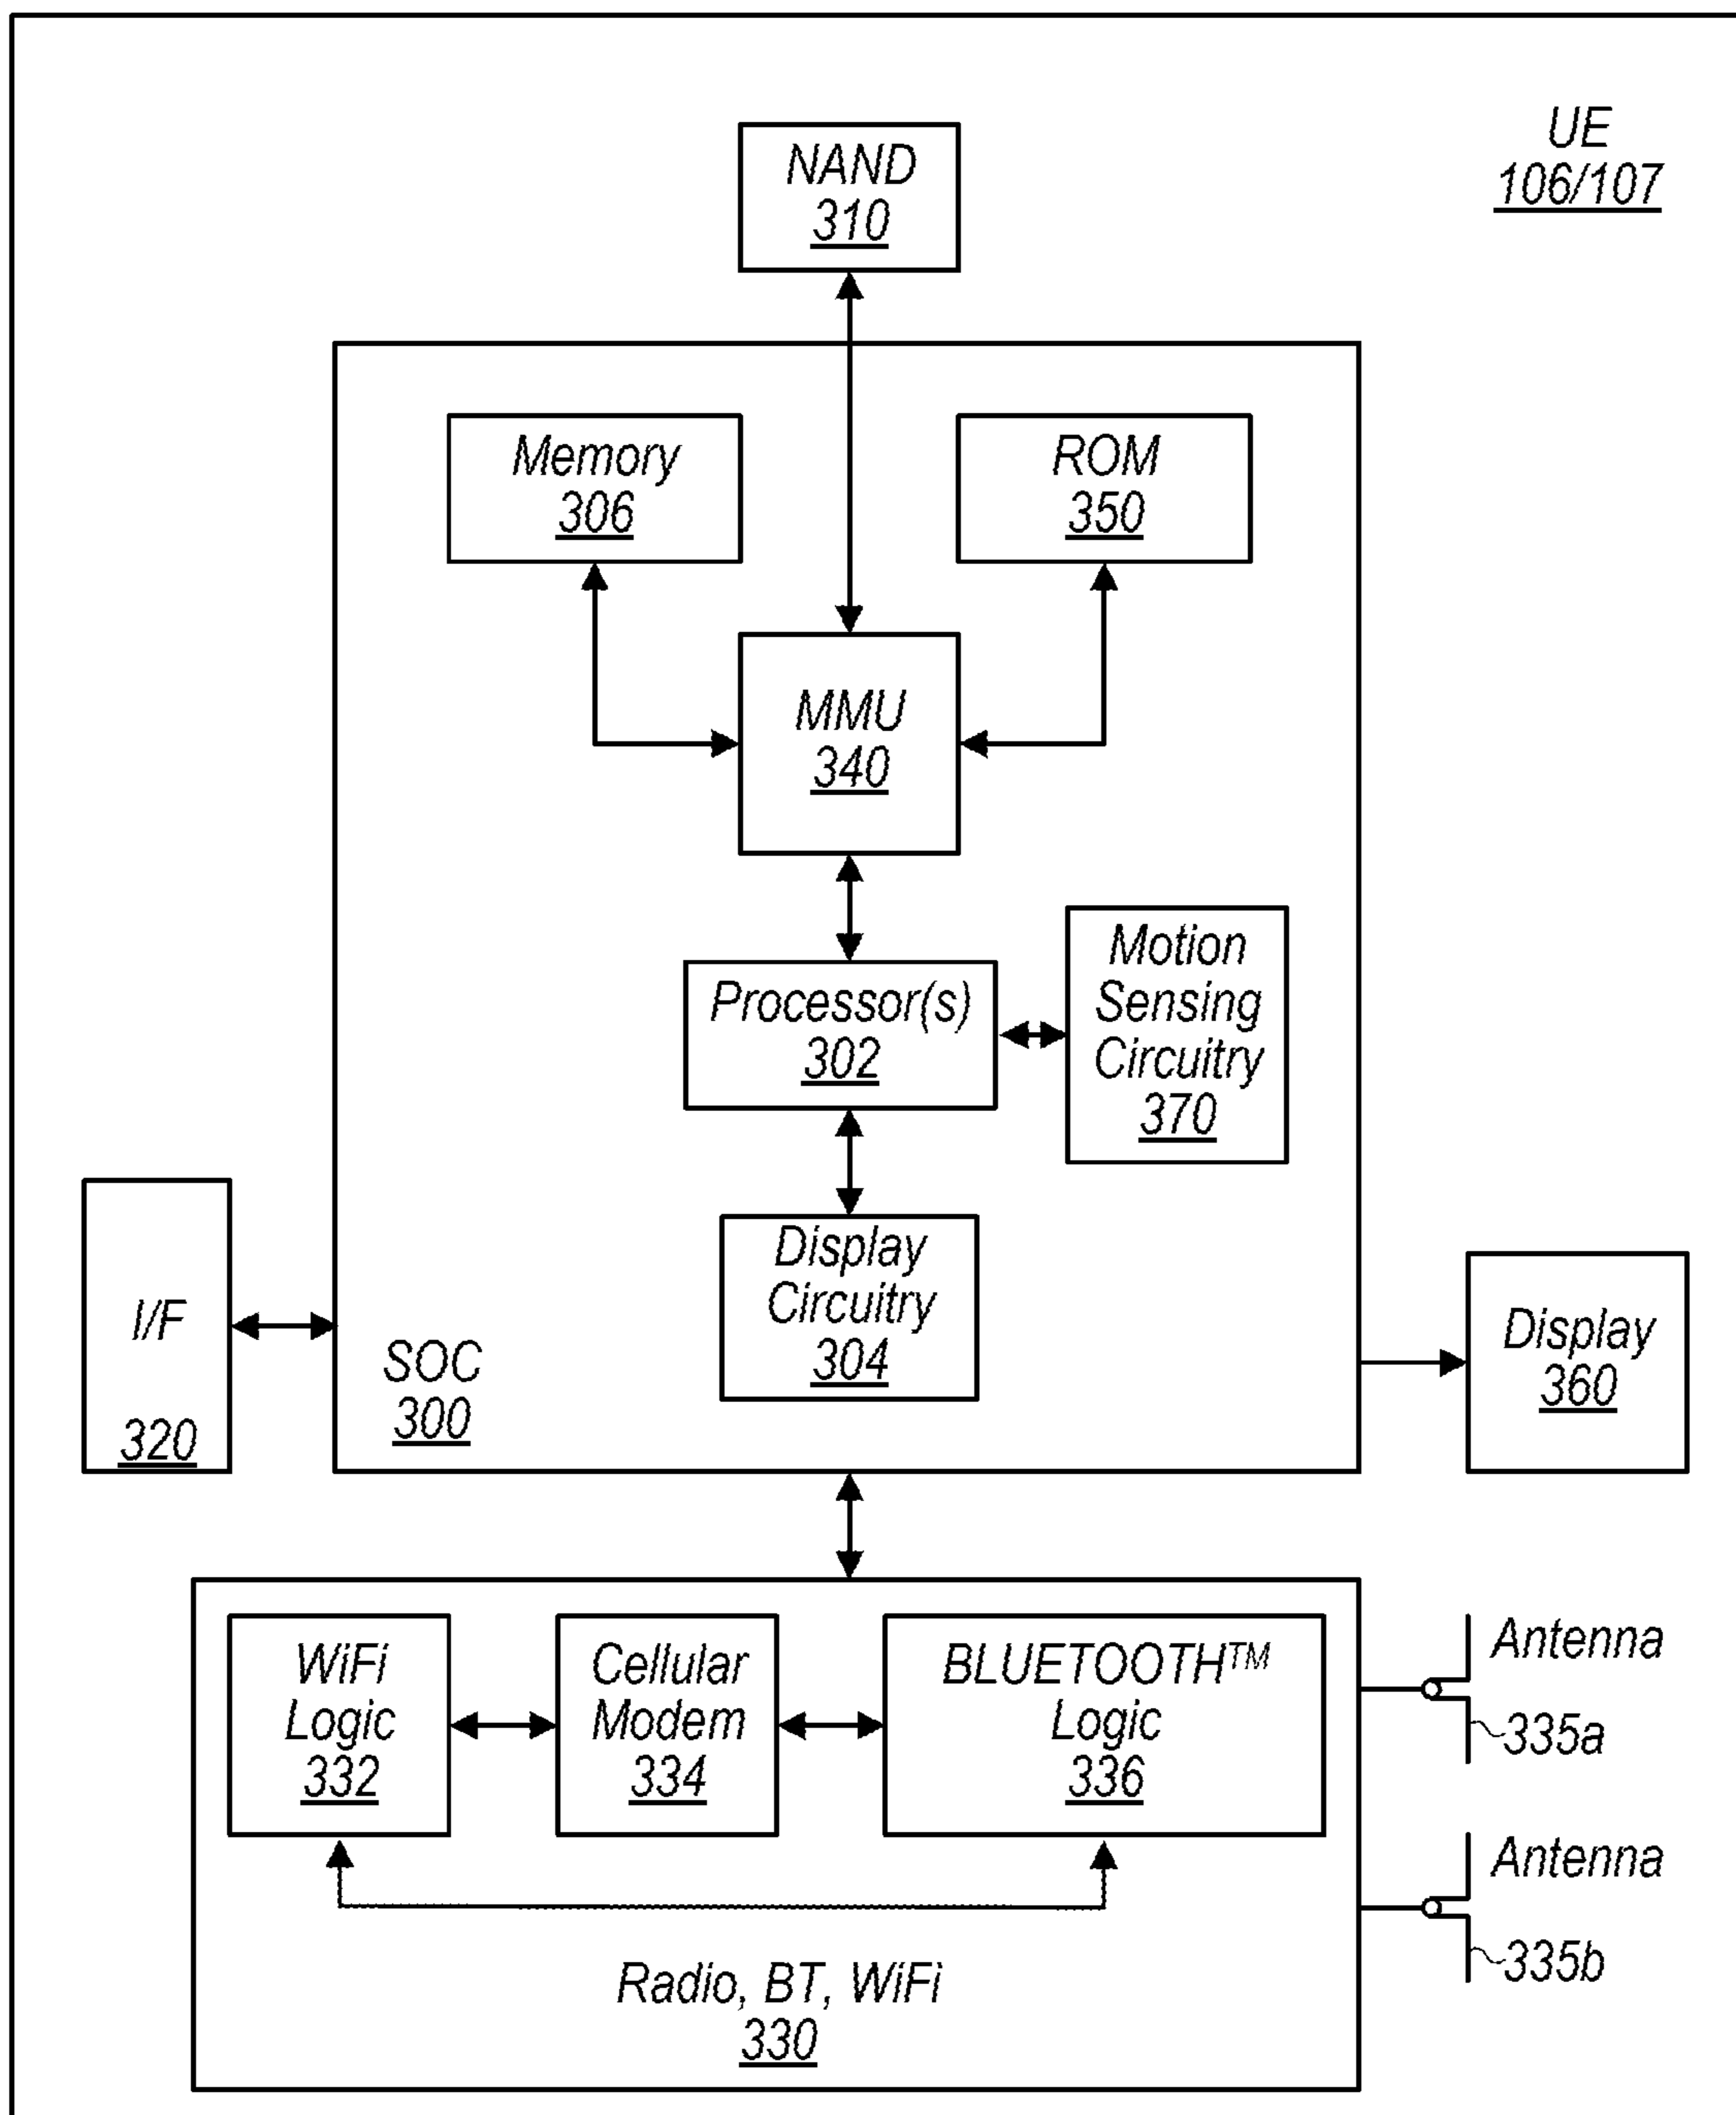 UE
106/107
NAND
310
Memory
306
ROM
350
MMU
340
Processor(s)
302
Motion
Sensing
Circuitry
370
Display
Circuitry
304
I/F
320
SOC
300
Display
360
WiFi
Logic
332
Cellular
Modem
334
BLUETOOTH™
Logic
336
Antenna
335a
Antenna
335b
Radio, BT, WiFi
330